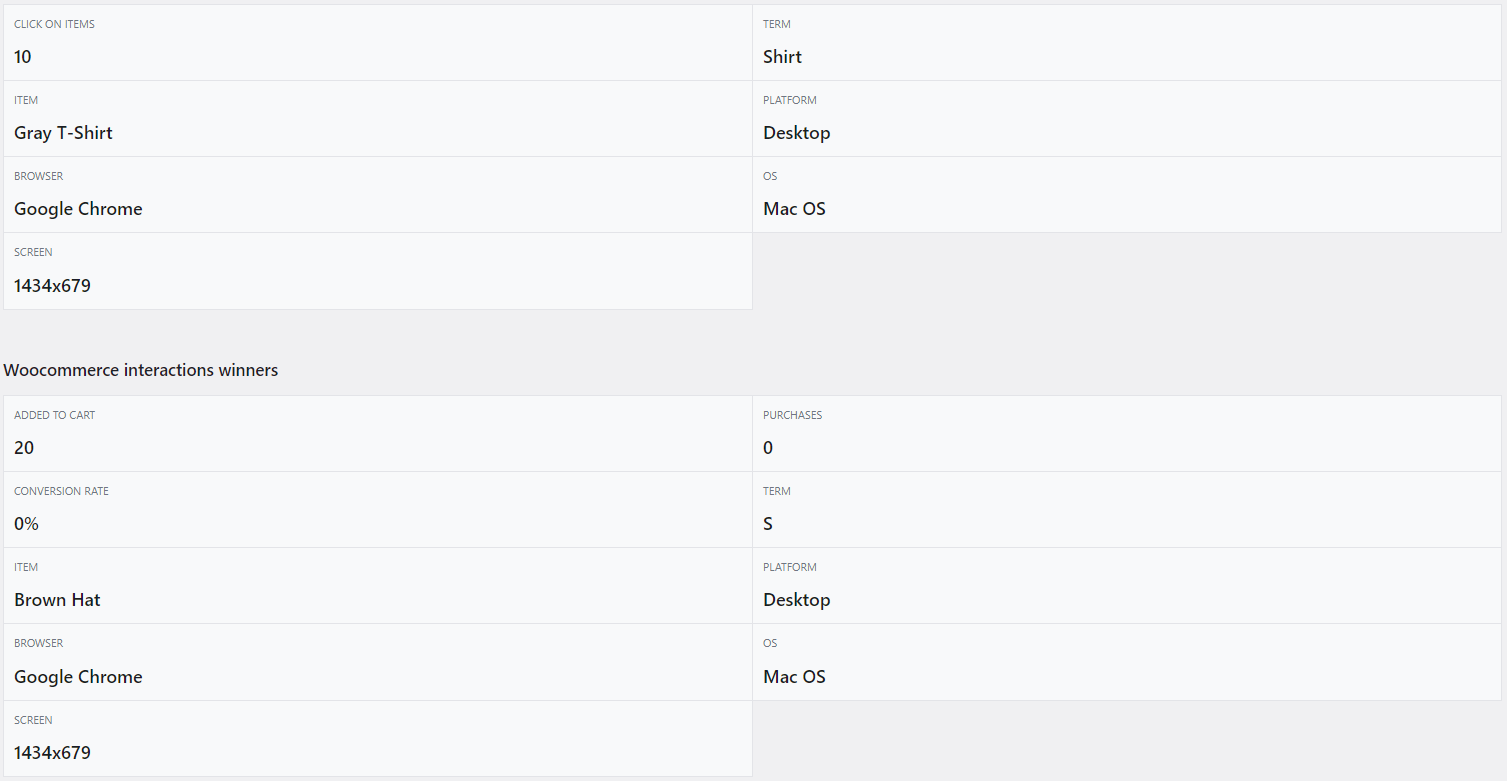 CLICK ON ITEMS
10
TERM
Shirt
ITEM
Gray T-Shirt
PLATFORM
Desktop
BROWSER
Google Chrome
OS
Mac OS
SCREEN
1434x679
Woocommerce interactions winners
ADDED TO CART
20
PURCHASES
0
CONVERSION RATE
0%
TERM
S
ITEM
Brown Hat
PLATFORM
Desktop
BROWSER
Google Chrome
OS
Mac OS
SCREEN
1434x679